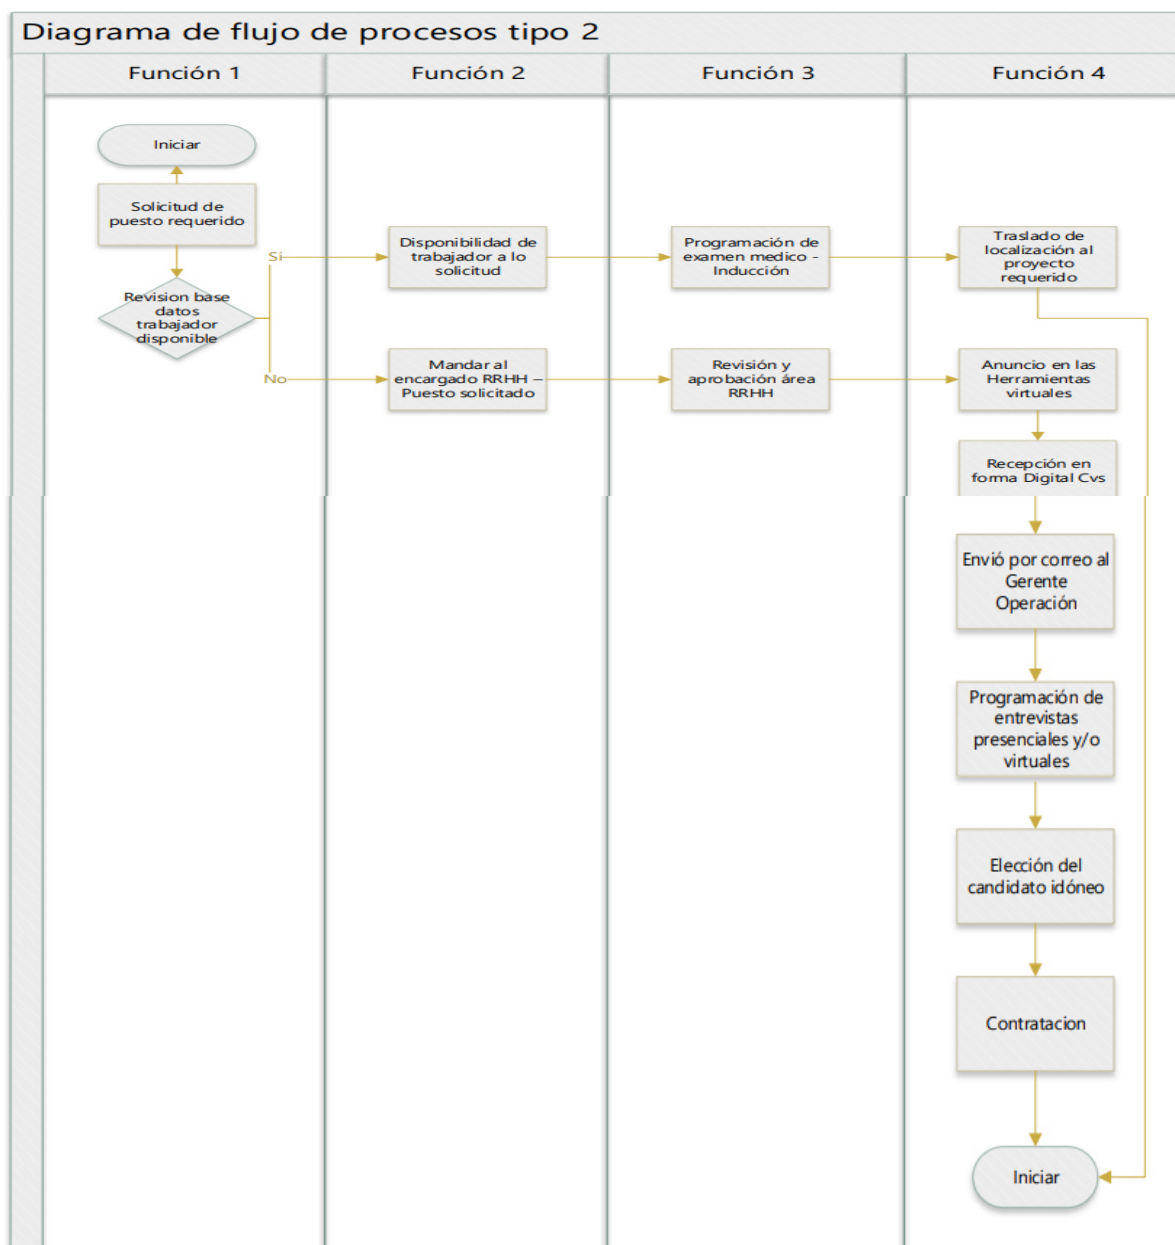 Diagrama de flujo de procesos tipo 2
Función 1
Función 2
Función 3
Función 4
Iniciar
Solicitud de
puesto requerido
Revision base
datos
trabajador
disponible
Sí
Disponibilidad de
trabajador a lo
solicitud
Programación de
examen medico -
Inducción
Traslado de
localización al
proyecto
requerido
No
Mandar al
encargado RRHH –
Puesto solicitado
Revisión y
aprobación área
RRHH
Anuncio en las
Herramientas
virtuales
Recepción en
forma Digital Cvs
Envió por correo al
Gerente
Operación
Programación de
entrevistas
presenciales y/o
virtuales
Elección del
candidato idóneo
Contratacion
Iniciar